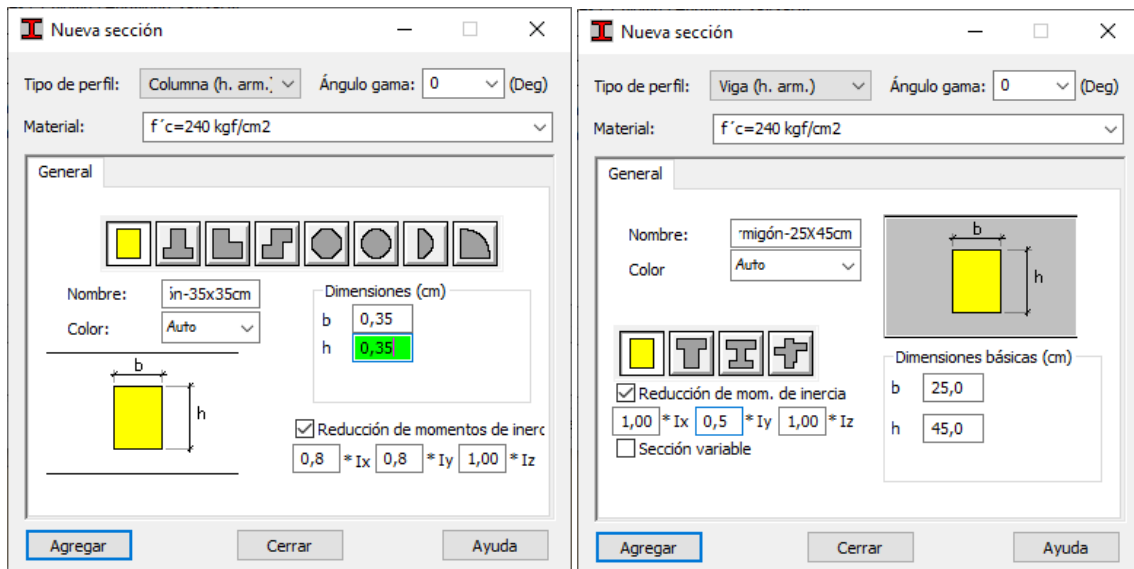 Nueva sección
Tipo de perfil: Columna (h. arm.) Ángulo gama: 0 (Deg)
Material: f´c=240 kgf/cm2
General
Nombre: ón-35x35cm
Color: Auto
Dimensiones (cm)
b 0,35
h 0,35
b
h
Reducción de momentos de inerc
0,8 * Ix 0,8 * Iy 1,00 * Iz
Agregar Cerrar Ayuda
Nueva sección
Tipo de perfil: Viga (h. arm.) Ángulo gama: 0 (Deg)
Material: f´c=240 kgf/cm2
General
Nombre: rmigón-25X45cm
Color Auto
b
h
Reducción de mom. de inercia
1,00 * Ix 0,5 * Iy 1,00 * Iz
Sección variable
Dimensiones básicas (cm)
b 25,0
h 45,0
Agregar Cerrar Ayuda